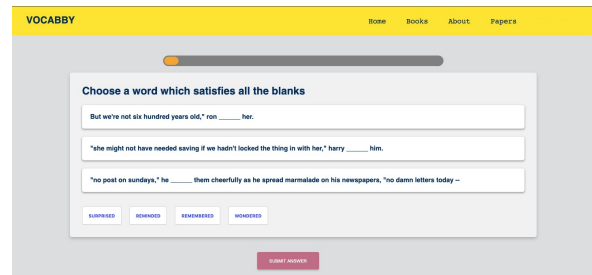 VOCABBY
Home Books About Papers
Choose a word which satisfies all the blanks
But we're not six hundred years old," ron ______ her.
"she might not have needed saving if we hadn't locked the thing in with her," harry ______ him.
"no post on sundays," he ______ them cheerfully as he spread marmalade on his newspapers, "no damn letters today --
SURPRISED REMINDED REMEMBERED WONDERED
SUBMIT ANSWER